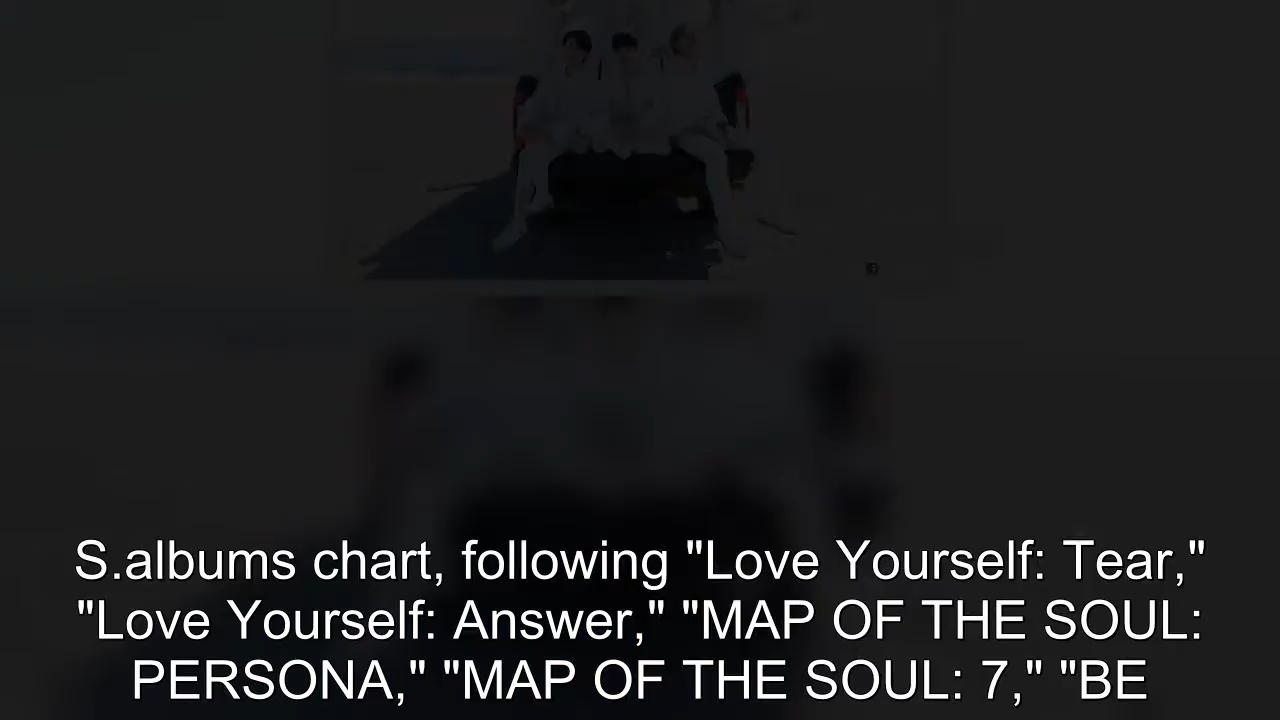 S.albums chart, following "Love Yourself: Tear,"
"Love Yourself: Answer," "MAP OF THE SOUL:
PERSONA," "MAP OF THE SOUL: 7," "BE